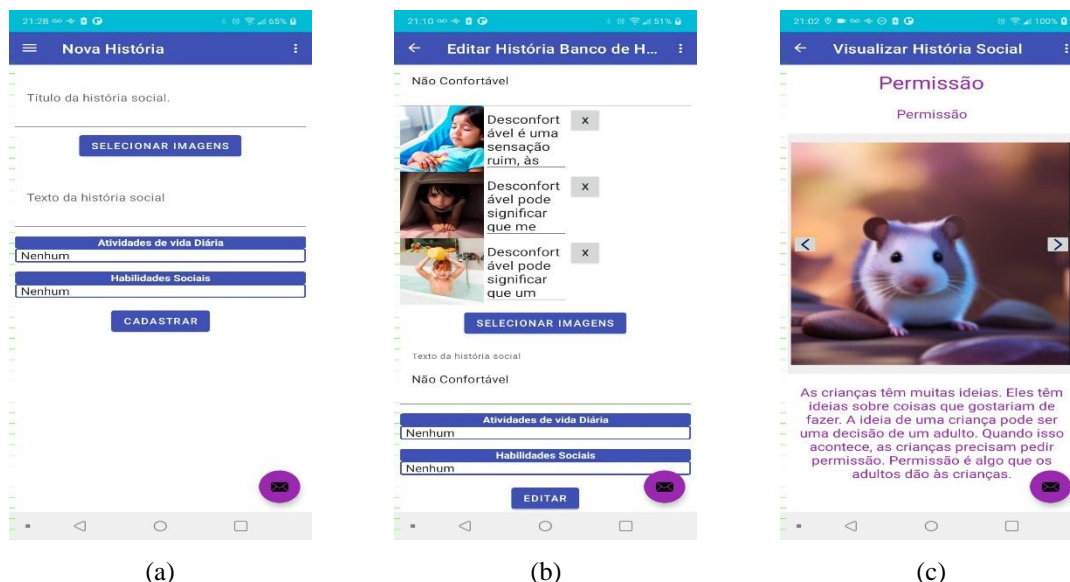 21:28
65%
Nova História
Título da história social.
SELECIONAR IMAGENS
Texto da história social
Atividades de vida Diária
Nenhum
Habilidades Sociais
Nenhum
CADASTRAR
(a)
21:10
51%
Editar História Banco de H...
Não Confortável
Desconfort
ável é uma
sensação
ruim, às
x
Desconfort
ável pode
significar
que me
x
Desconfort
ável pode
significar
que um
x
SELECIONAR IMAGENS
Texto da história social
Não Confortável
Atividades de vida Diária
Nenhum
Habilidades Sociais
Nenhum
EDITAR
(b)
21:02
100%
Visualizar História Social
Permissão
Permissão
As crianças têm muitas ideias. Eles têm
ideias sobre coisas que gostariam de
fazer. A ideia de uma criança pode ser
uma decisão de um adulto. Quando isso
acontece, as crianças precisam pedir
permissão. Permissão é algo que os
adultos dão às crianças.
(c)